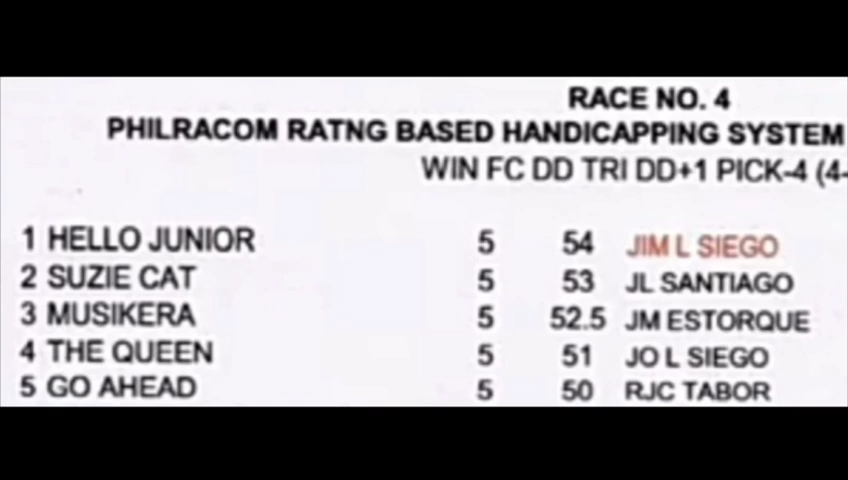 RACE NO. 4
PHILRACOM RATNG BASED HANDICAPPING SYSTEM
WIN FC DD TRI DD+1 PICK-4 (4-
1 HELLO JUNIOR 5 54 JIM L SIEGO
2 SUZIE CAT 5 53 JL SANTIAGO
3 MUSIKERA 5 52.5 JM ESTORQUE
4 THE QUEEN 5 51 JO L SIEGO
5 GO AHEAD 5 50 RJC TABOR